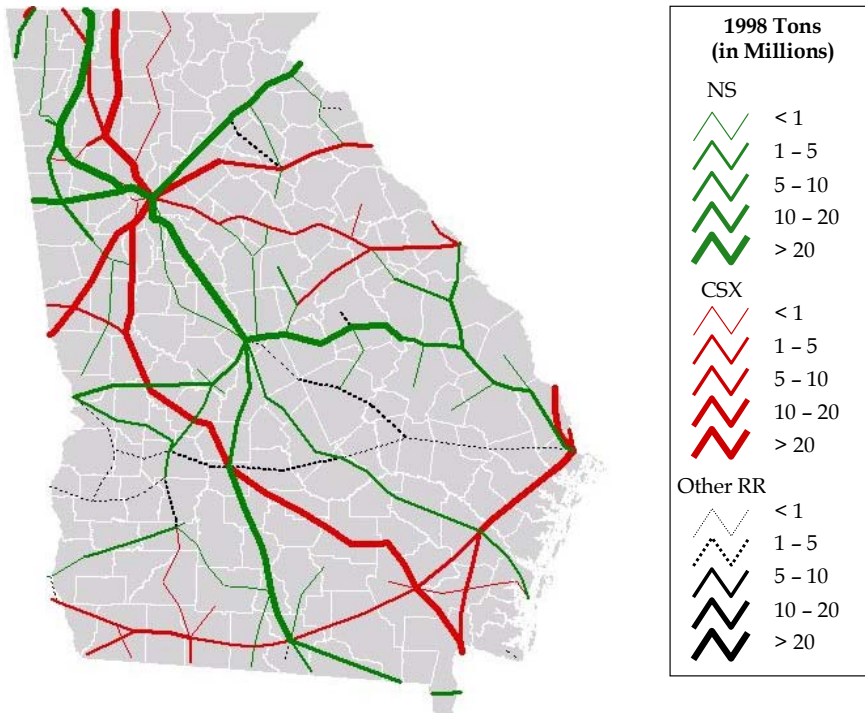 1998 Tons
(in Millions)
NS
< 1
1 – 5
5 – 10
10 – 20
> 20
CSX
< 1
1 – 5
5 – 10
10 – 20
> 20
Other RR
< 1
1 – 5
5 – 10
10 – 20
> 20